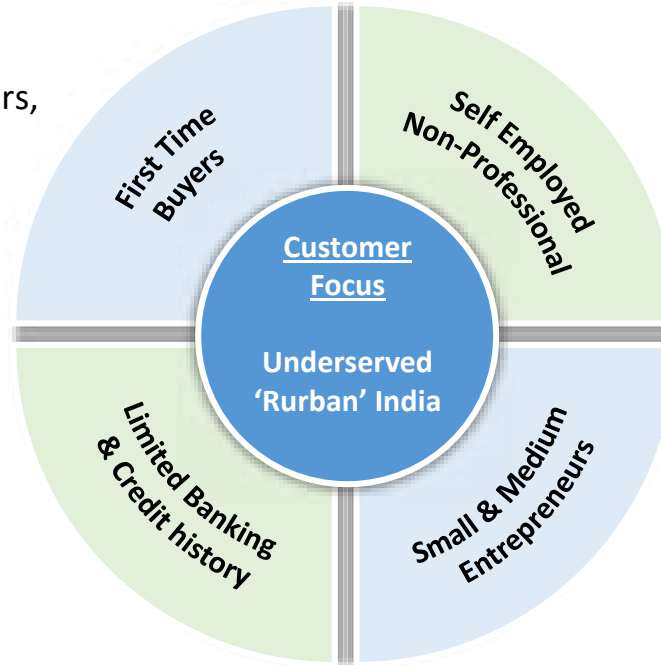 rs,
First Time
Buyers
Self Employed
Non-Professional
Customer
Focus
Underserved
‘Rurban’ India
Limited Banking
& Credit history
Small & Medium
Entrepreneurs